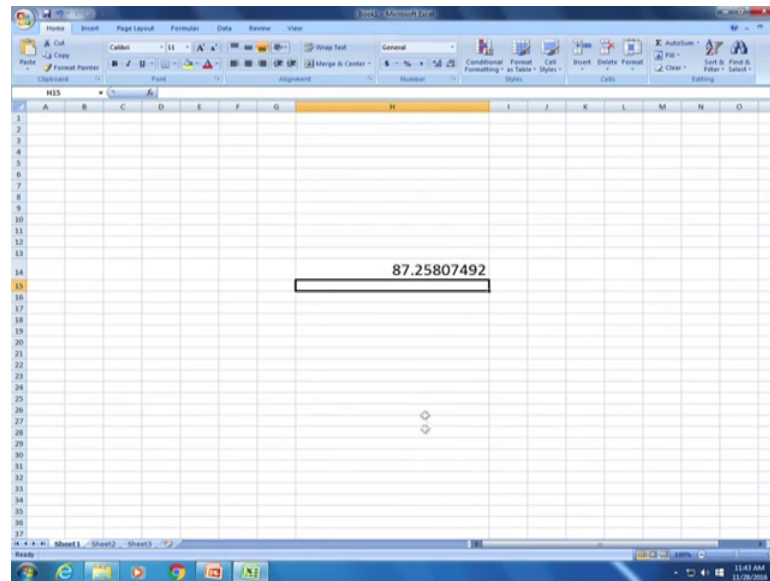 Book1 - Microsoft Excel
Home Insert Page Layout Formulas Data Review View
Cut
Copy
Format Painter
Paste
Calibri 11 A A Wrap Text General
B I U A Merge & Center $ % ,
Conditional Formatting Format as Table Cell Styles Insert Delete Format
AutoSum
Fill
Clear
Sort & Filter Find & Select
Clipboard Font Alignment Number Styles Cells Editing
H15 fx
A B C D E F G H I J K L M N O
1
2
3
4
5
6
7
8
9
10
11
12
13
14 87.25807492
15
16
17
18
19
20
21
22
23
24
25
26
27
28
29
30
31
32
33
34
35
36
37
Sheet1 Sheet2 Sheet3
Ready 100%
11:43 AM
11/28/2016